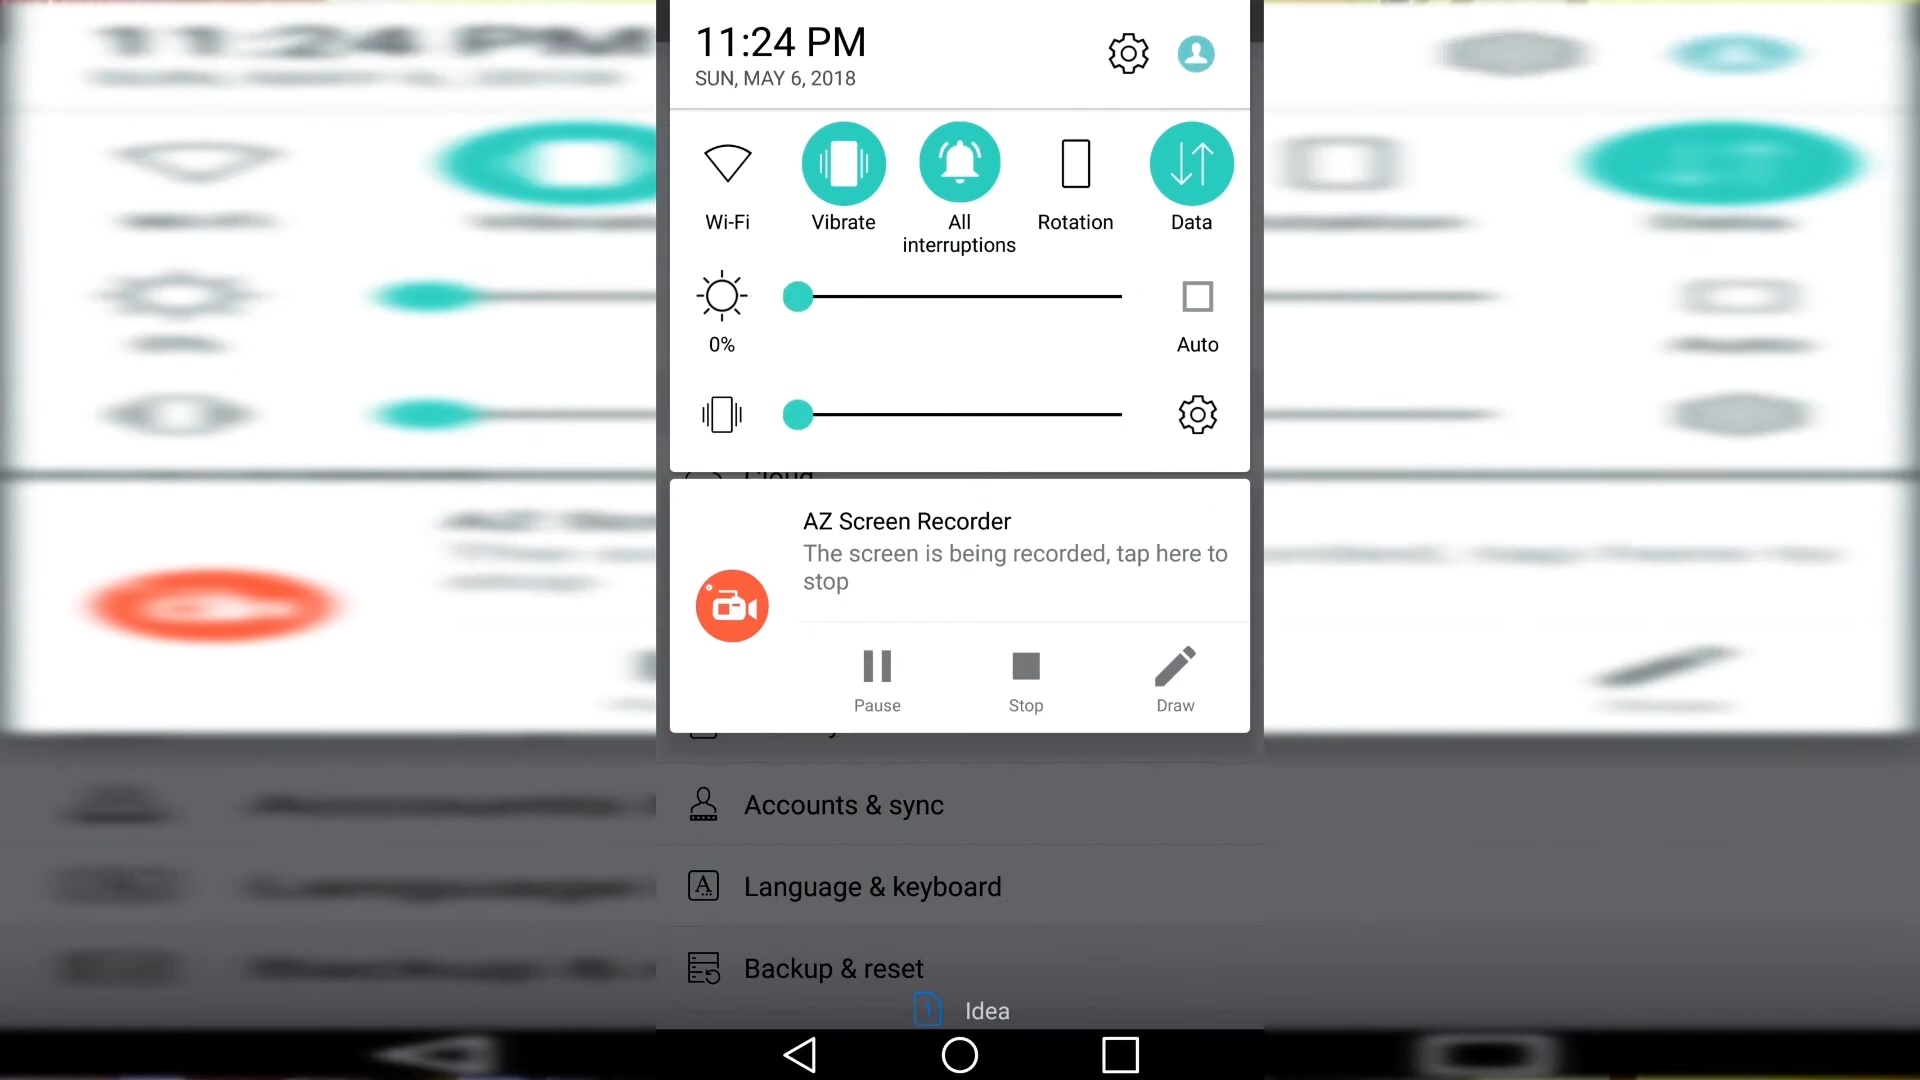 11:24 PM
SUN, MAY 6, 2018
Wi-Fi
Vibrate
All
interruptions
Rotation
Data
0%
Auto
Cloud
AZ Screen Recorder
The screen is being recorded, tap here to
stop
Pause
Stop
Draw
Accounts & sync
Language & keyboard
Backup & reset
1 Idea